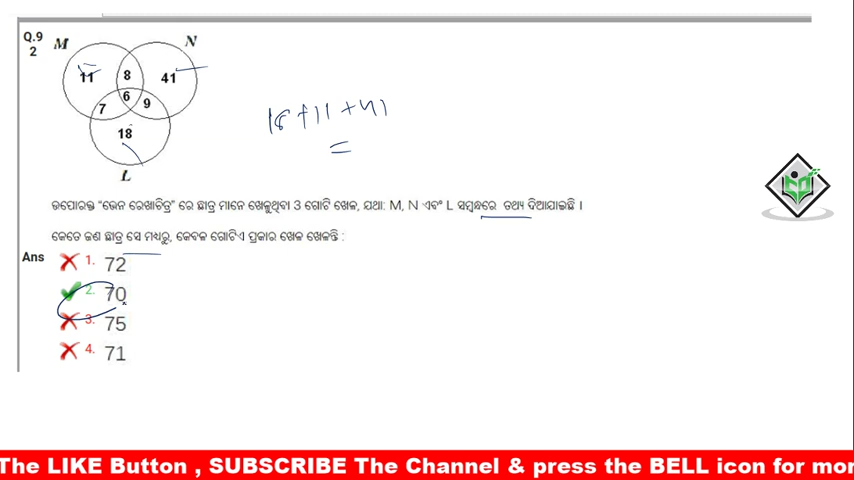 Q.9
2
M
N
11
8
41
6
7
9
18
L
18+11+41
=
ଉପୋରକ୍ତ "ଭେନ ରେଖାଚିତ୍ର" ରେ ଛାତ୍ର ମାନେ ଖେଳୁଥିବା 3 ଗୋଟି ଖେଳ, ଯଥା: M, N ଏବଂ L ସମ୍ବନ୍ଧରେ ତଥ୍ୟ ଦିଆଯାଇଛି ।
କେତେ ଜଣ ଛାତ୍ର ସେ ମଧ୍ୟରୁ, କେବଳ ଗୋଟିଏ ପ୍ରକାର ଖେଳ ଖେଳନ୍ତି :
Ans
1. 72
2. 70
3. 75
4. 71
The LIKE Button , SUBSCRIBE The Channel & press the BELL icon for mor